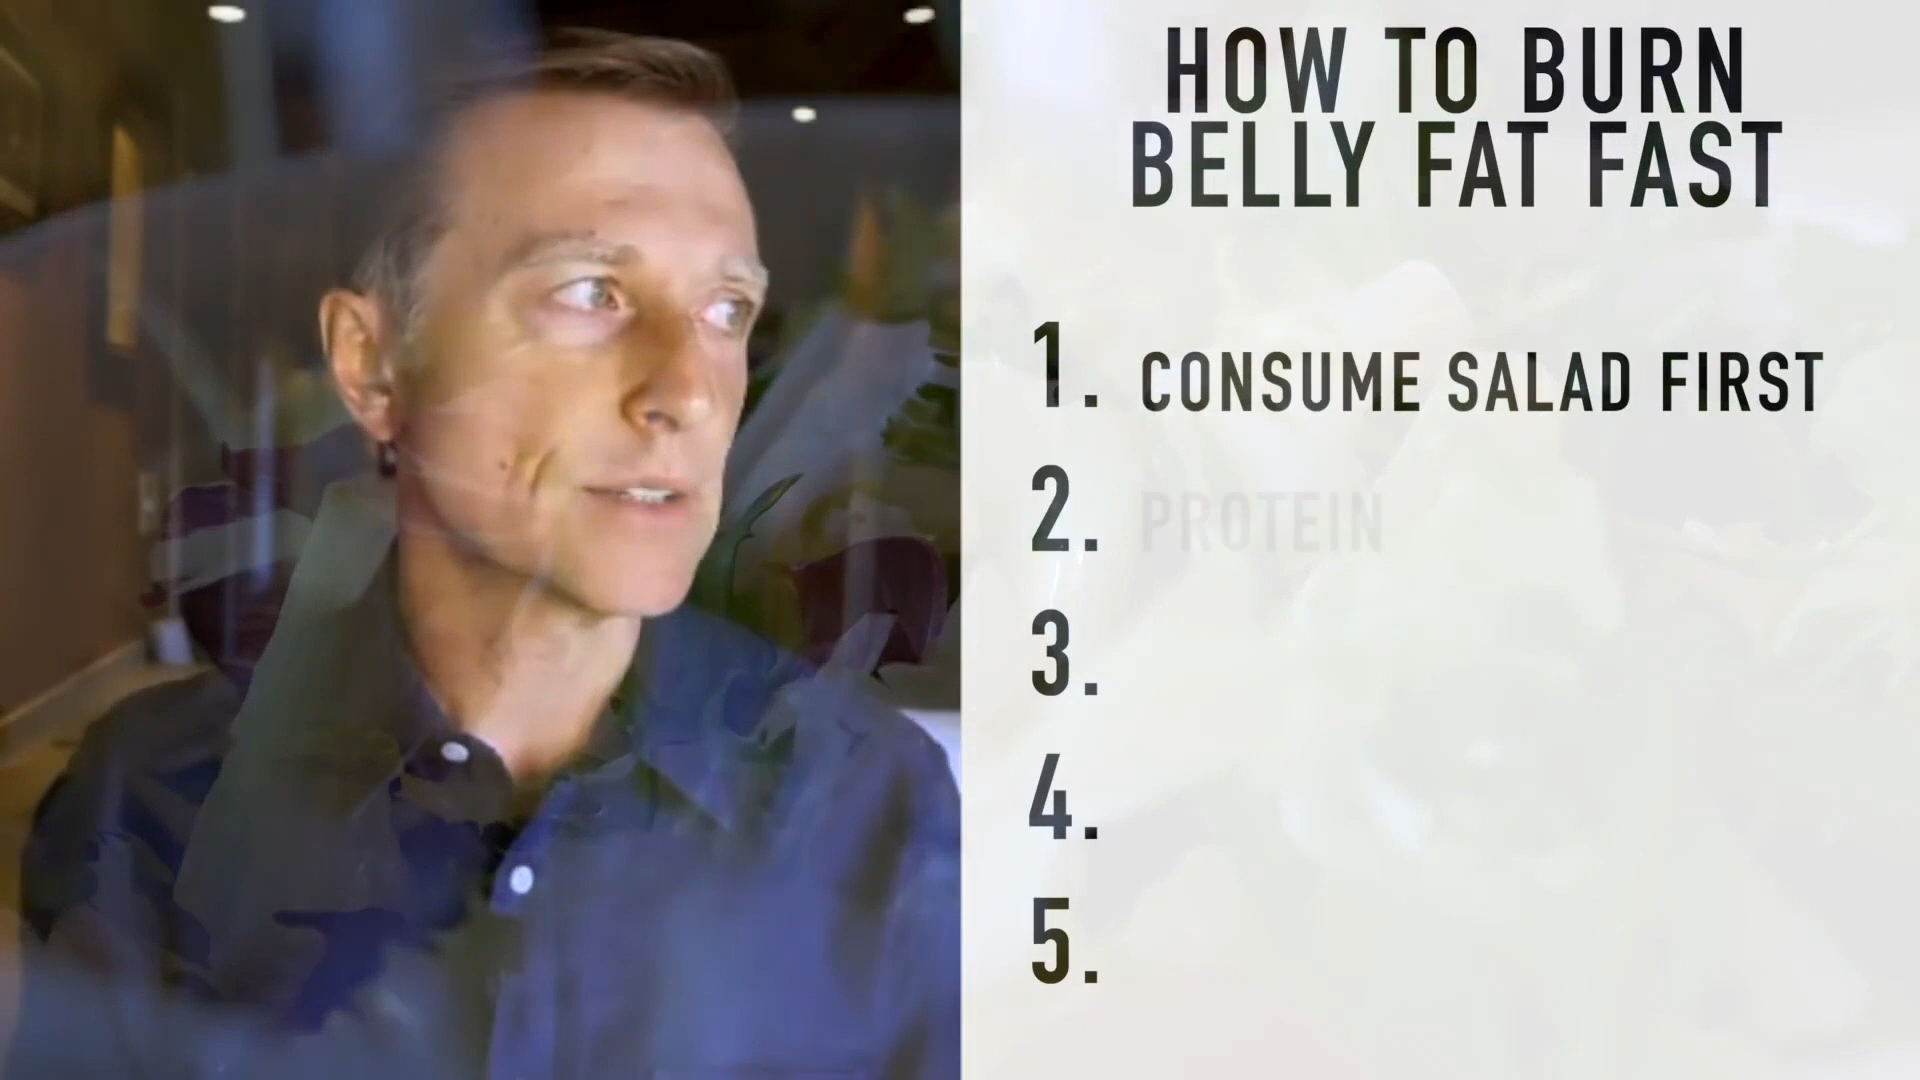 HOW TO BURN
BELLY FAT FAST
1. CONSUME SALAD FIRST
2. PROTEIN
3.
4.
5.